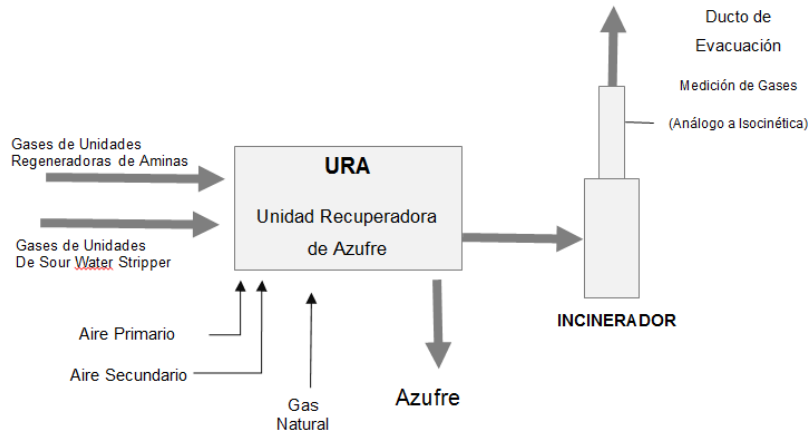 Ducto de
Evacuación
Medición de Gases
(Análogo a Isocinética)
Gases de Unidades
Regeneradoras de Aminas
URA
Unidad Recuperadora
de Azufre
Gases de Unidades
De Sour Water Stripper
INCINERADOR
Aire Primario
Aire Secundario
Gas
Natural
Azufre